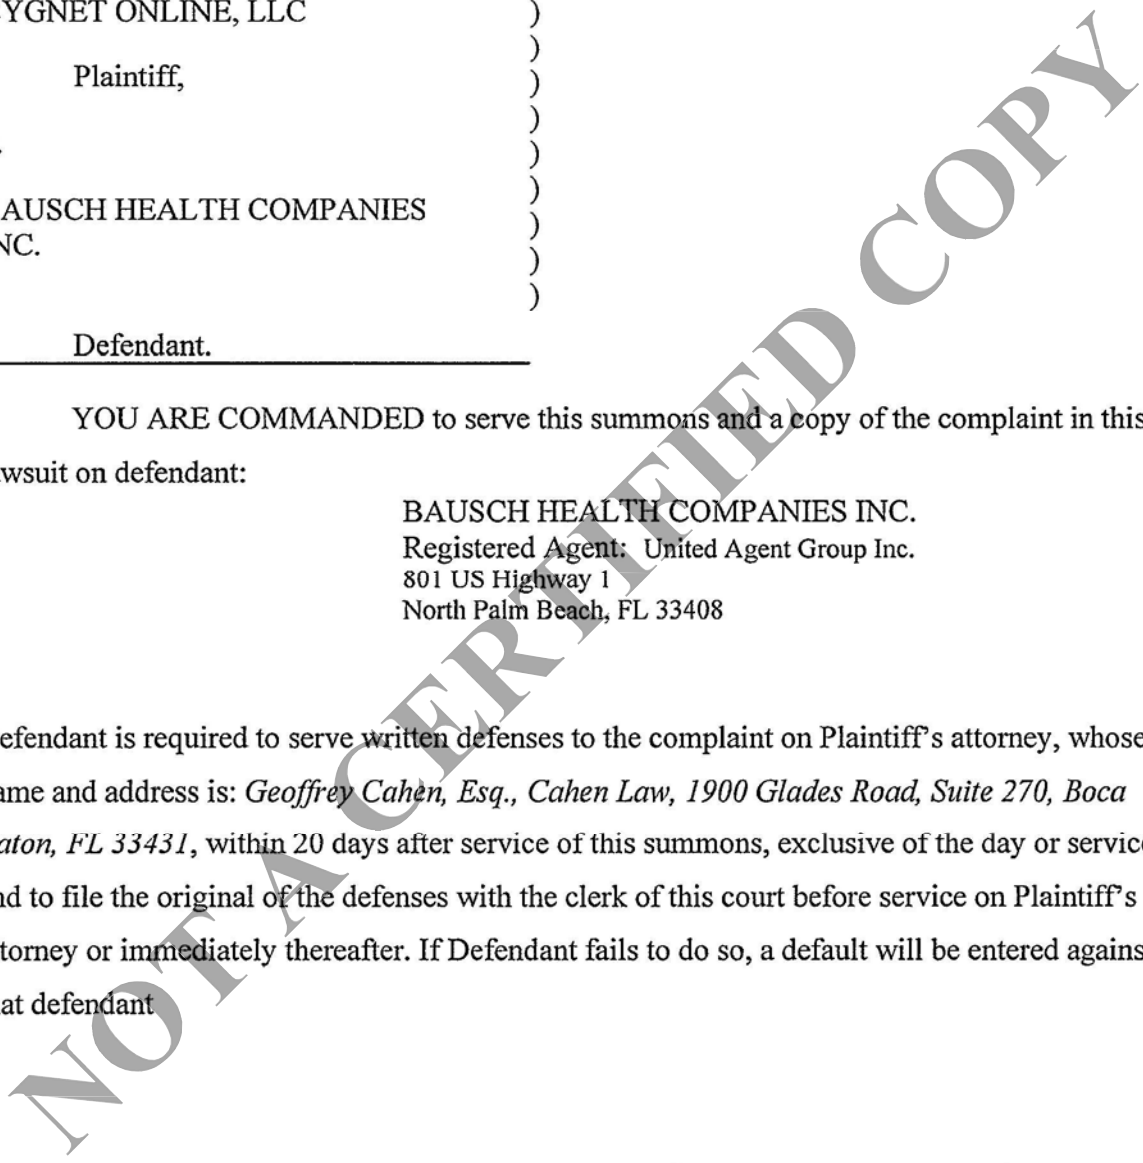 YGNET ONLINE, LLC )
)
Plaintiff, )
)
)
)
AUSCH HEALTH COMPANIES )
NC. )
)
Defendant.
YOU ARE COMMANDED to serve this summons and a copy of the complaint in this
wsuit on defendant:
BAUSCH HEALTH COMPANIES INC.
Registered Agent: United Agent Group Inc.
801 US Highway 1
North Palm Beach, FL 33408
efendant is required to serve written defenses to the complaint on Plaintiff's attorney, whose
ame and address is: Geoffrey Cahen, Esq., Cahen Law, 1900 Glades Road, Suite 270, Boca
aton, FL 33431, within 20 days after service of this summons, exclusive of the day or service
nd to file the original of the defenses with the clerk of this court before service on Plaintiff's
torney or immediately thereafter. If Defendant fails to do so, a default will be entered agains
at defendant
NOT A CERTIFIED COPY